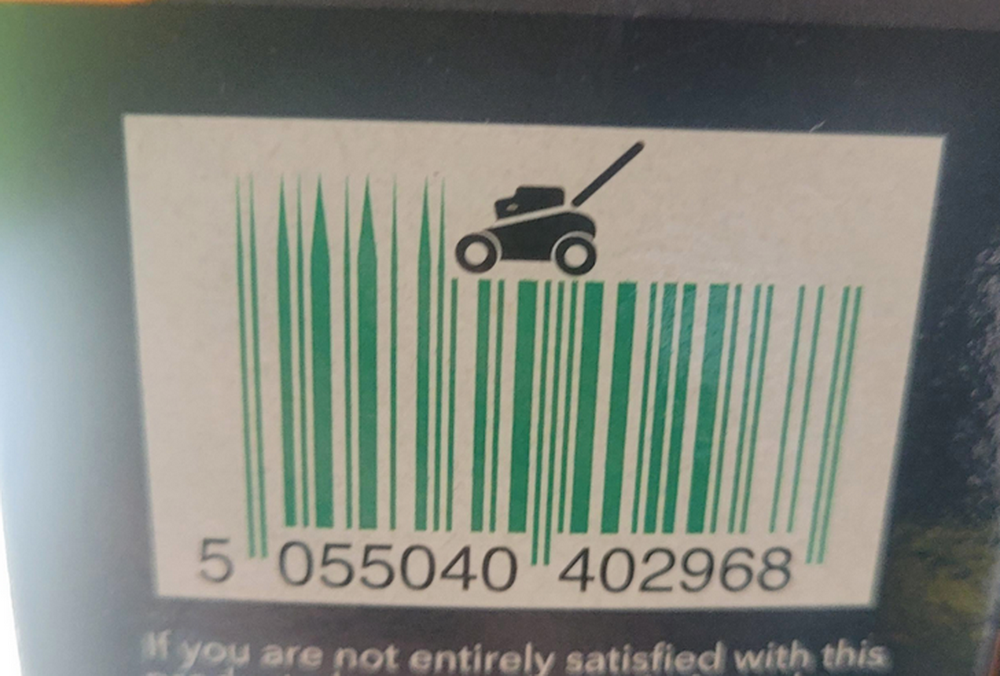 5 055040 402968
If you are not entirely satisfied with this